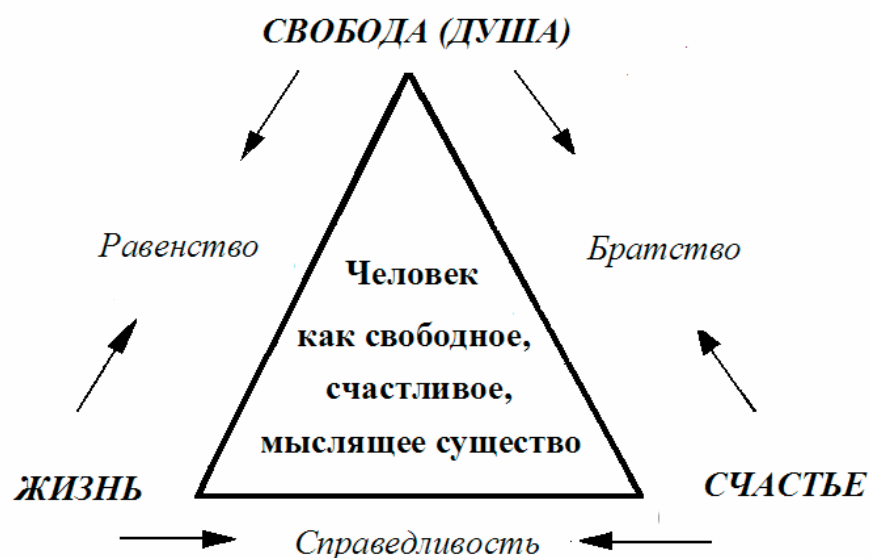 СВОБОДА (ДУША)
Равенство
Братство
Человек
как свободное,
счастливое,
мыслящее существо
ЖИЗНЬ
СЧАСТЬЕ
Справедливость